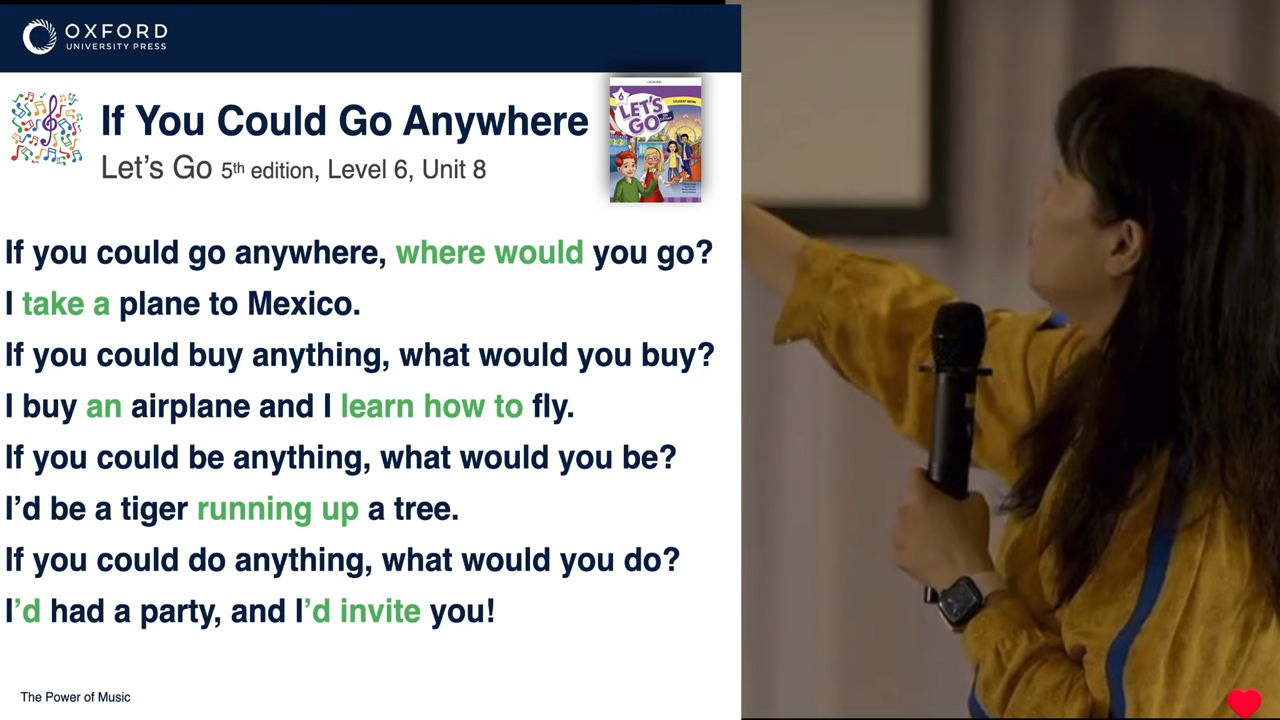 OXFORD
UNIVERSITY PRESS
If You Could Go Anywhere
Let's Go 5th edition, Level 6, Unit 8
OXFORD
6
STUDENT BOOK
LET'S
GO
If you could go anywhere, where would you go?
I take a plane to Mexico.
If you could buy anything, what would you buy?
I buy an airplane and I learn how to fly.
If you could be anything, what would you be?
I'd be a tiger running up a tree.
If you could do anything, what would you do?
I'd had a party, and I'd invite you!
The Power of Music